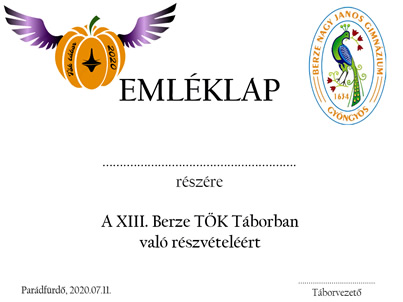 Tök tábor
2020
BERZE NAGY JÁNOS GIMNÁZIUM
1634
GYÖNGYÖS
EMLÉKLAP
........................................................
részére
A XIII. Berze TÖK Táborban
való részvételéért
Parádfürdő, 2020.07.11.
................................
Táborvezető